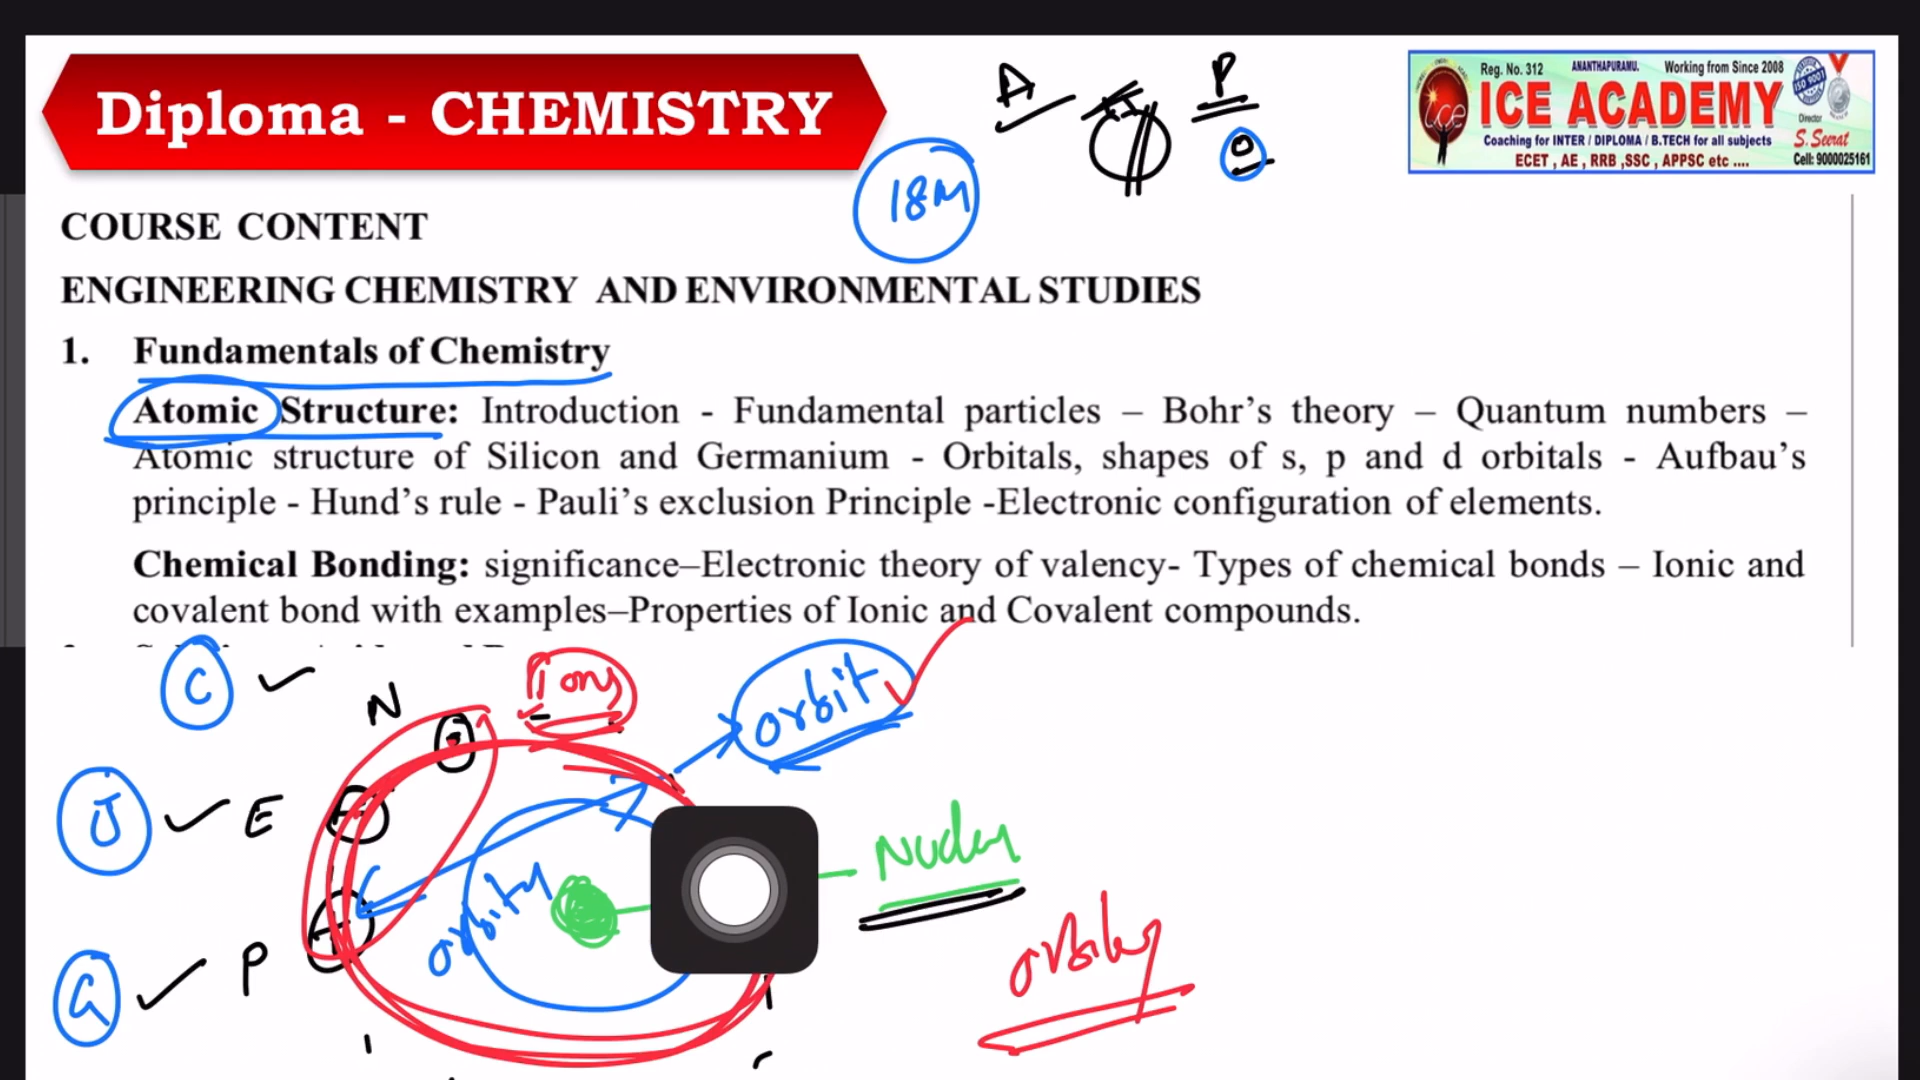 Diploma - CHEMISTRY
A
P
O
Reg. No. 312 ANANTHAPURAMU. Working from Since 2008
ICE ACADEMY
ice
ISO 9001
Director
Coaching for INTER / DIPLOMA / B.TECH for all subjects
S. Seerat
ECET , AE , RRB ,SSC , APPSC etc ....
Cell: 9000025161
18M
COURSE CONTENT
ENGINEERING CHEMISTRY AND ENVIRONMENTAL STUDIES
1. Fundamentals of Chemistry
Atomic Structure: Introduction - Fundamental particles – Bohr's theory – Quantum numbers –
Atomic structure of Silicon and Germanium - Orbitals, shapes of s, p and d orbitals - Aufbau's
principle - Hund's rule - Pauli's exclusion Principle -Electronic configuration of elements.
Chemical Bonding: significance–Electronic theory of valency- Types of chemical bonds – Ionic and
covalent bond with examples–Properties of Ionic and Covalent compounds.
C
N
orbit
J
E
P